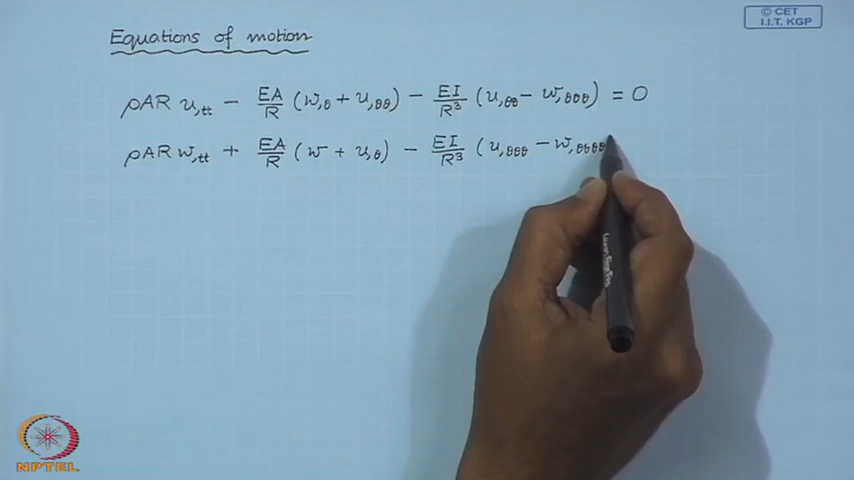 © CET
I.I.T. KGP
Equations of motion
ρAR u,tt − EA/R (w,θ + u,θθ) − EI/R³ (u,θθ − w,θθθ) = 0
ρAR w,tt + EA/R (w + u,θ) − EI/R³ (u,θθθ − w,θθθθ
NPTEL